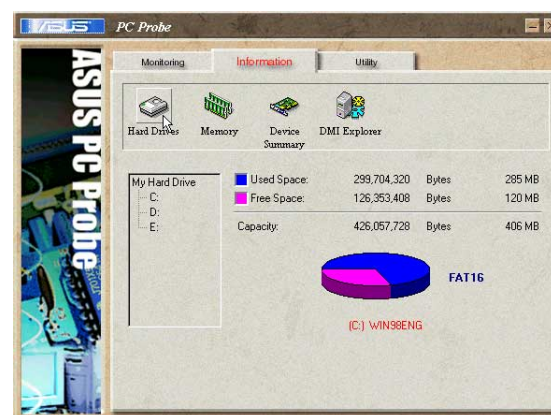 ASUS PC Probe
Monitoring Information Utility
ASUS PC Probe
Hard Drives Memory Device Summary DMI Explorer
My Hard Drive
C:
D:
E:
Used Space: 299,704,320 Bytes 285 MB
Free Space: 126,353,408 Bytes 120 MB
Capacity: 426,057,728 Bytes 406 MB
FAT16
(C:) WIN98ENG